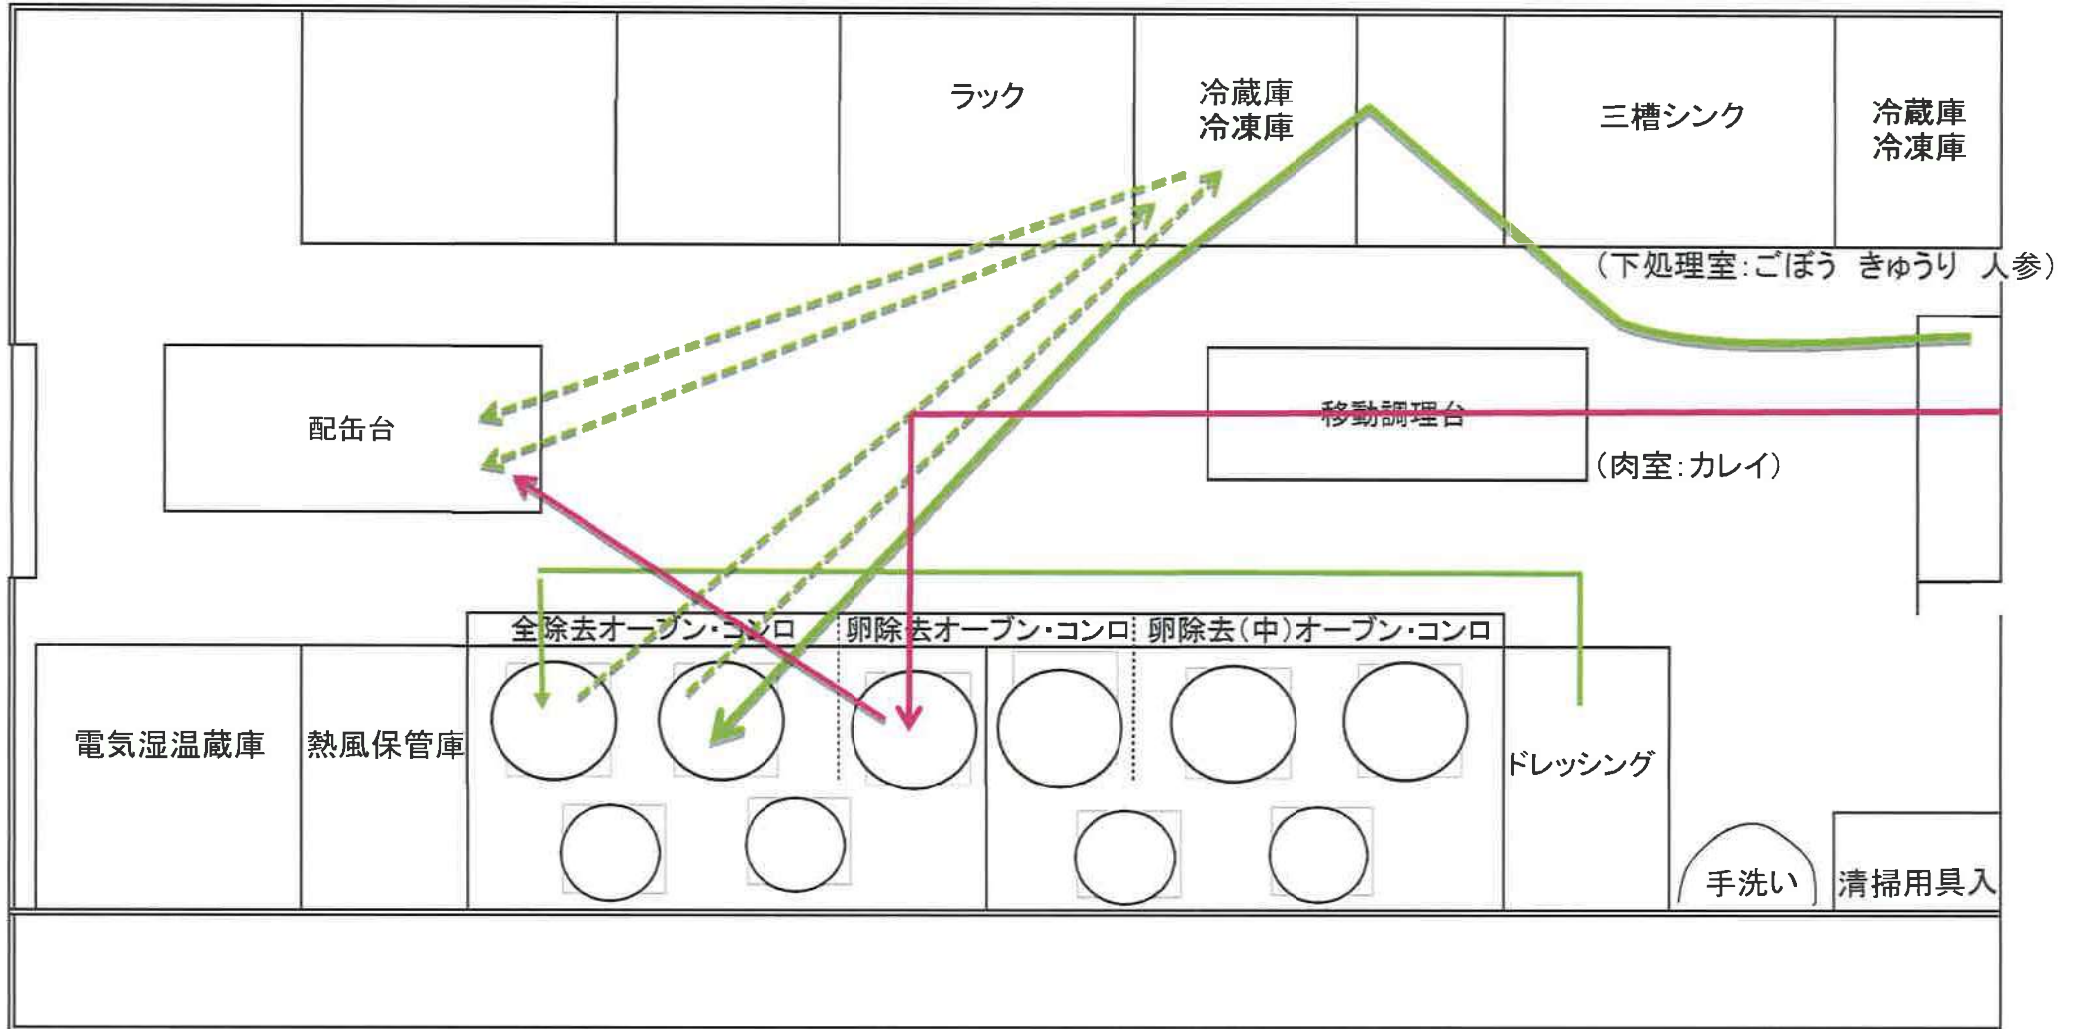 ラック
冷蔵庫
冷凍庫
三槽シンク
冷蔵庫
冷凍庫
（下処理室：ごぼう　きゅうり　人参）
配缶台
移動調理台
（肉室：カレイ）
全除去オーブン・コンロ
卵除去オーブン・コンロ
卵除去（中）オーブン・コンロ
電気湿温蔵庫
熱風保管庫
ドレッシング
手洗い
清掃用具入